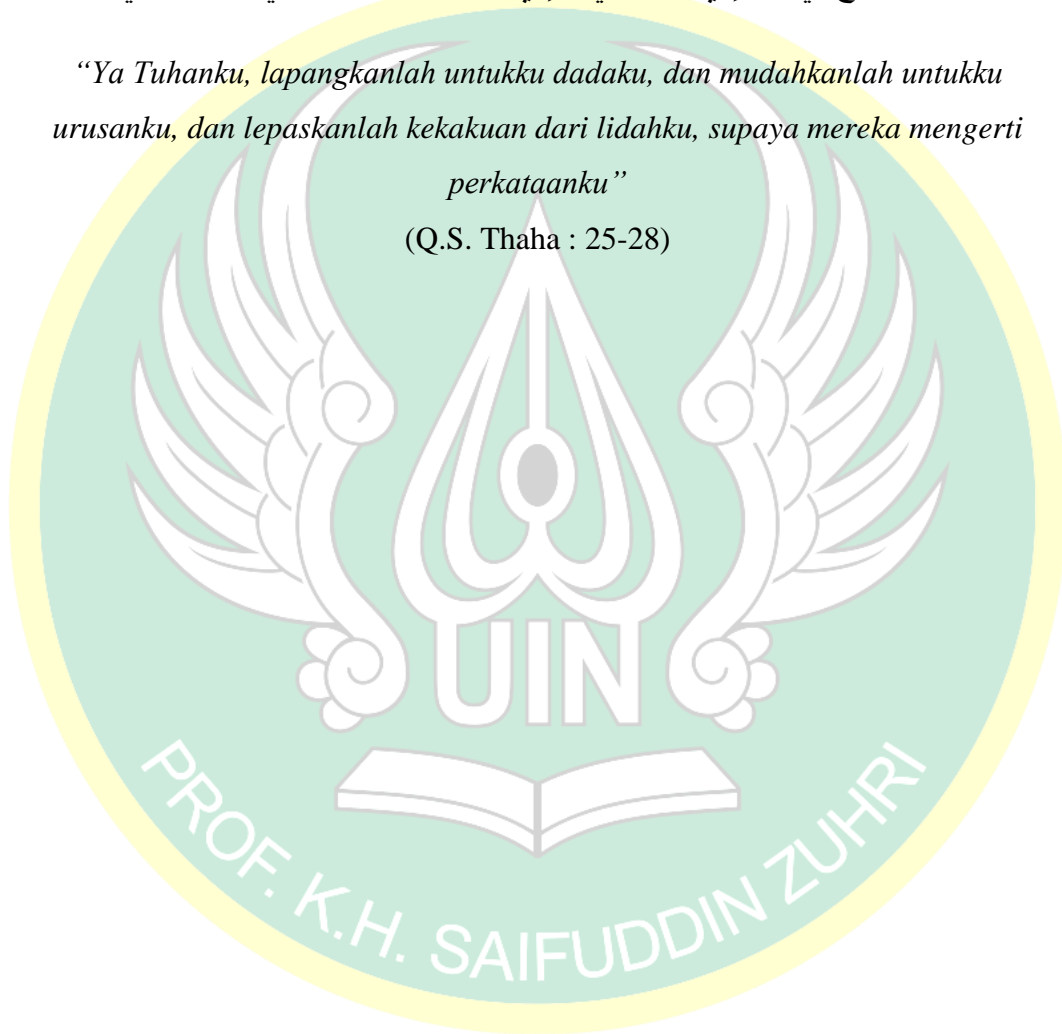 “Ya Tuhanku, lapangkanlah untukku dadaku, dan mudahkanlah untukku
urusanku, dan lepaskanlah kekakuan dari lidahku, supaya mereka mengerti
perkataanku”
(Q.S. Thaha : 25-28)
UIN
PROF. K.H. SAIFUDDIN ZUHRI